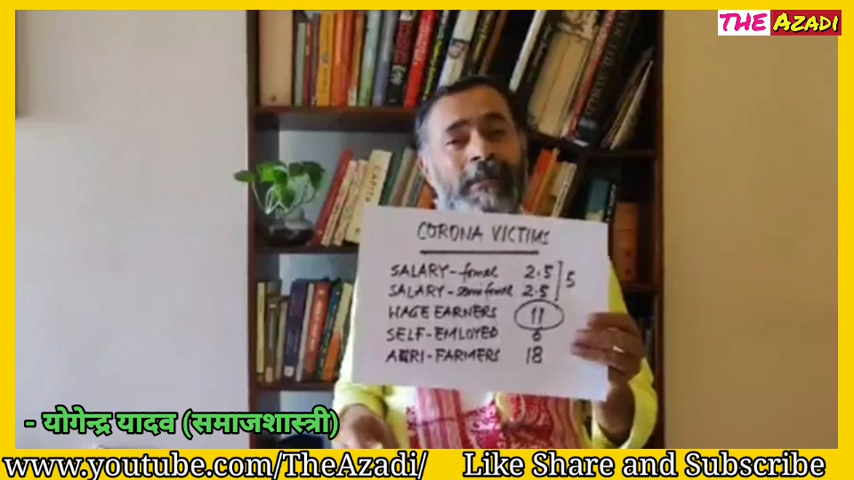 THE AZADI
CORONA VICTIMS
SALARY - formal 2.5
SALARY - semi formal 2.5
5
WAGE EARNERS 11
SELF-EMLOYED 6
AGRI-FARMERS 18
- योगेन्द्र यादव (समाजशास्त्री)
www.youtube.com/TheAzadi/ Like Share and Subscribe